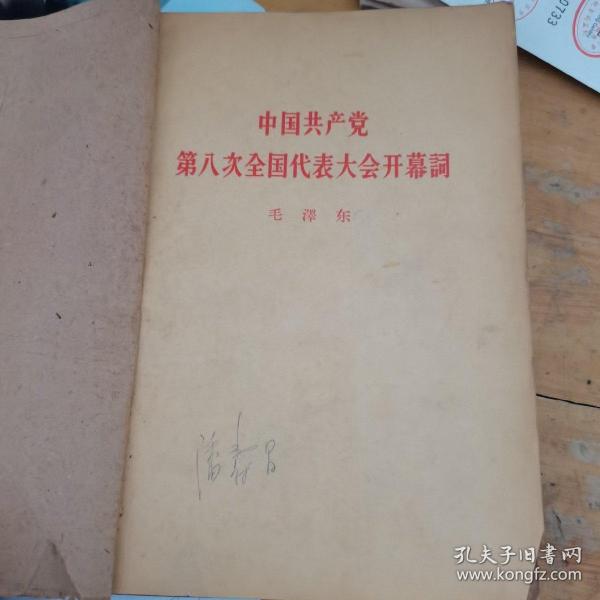 中国共产党
第八次全国代表大会开幕詞
毛澤东
00733
孔夫子旧书网
www.kongfz.com